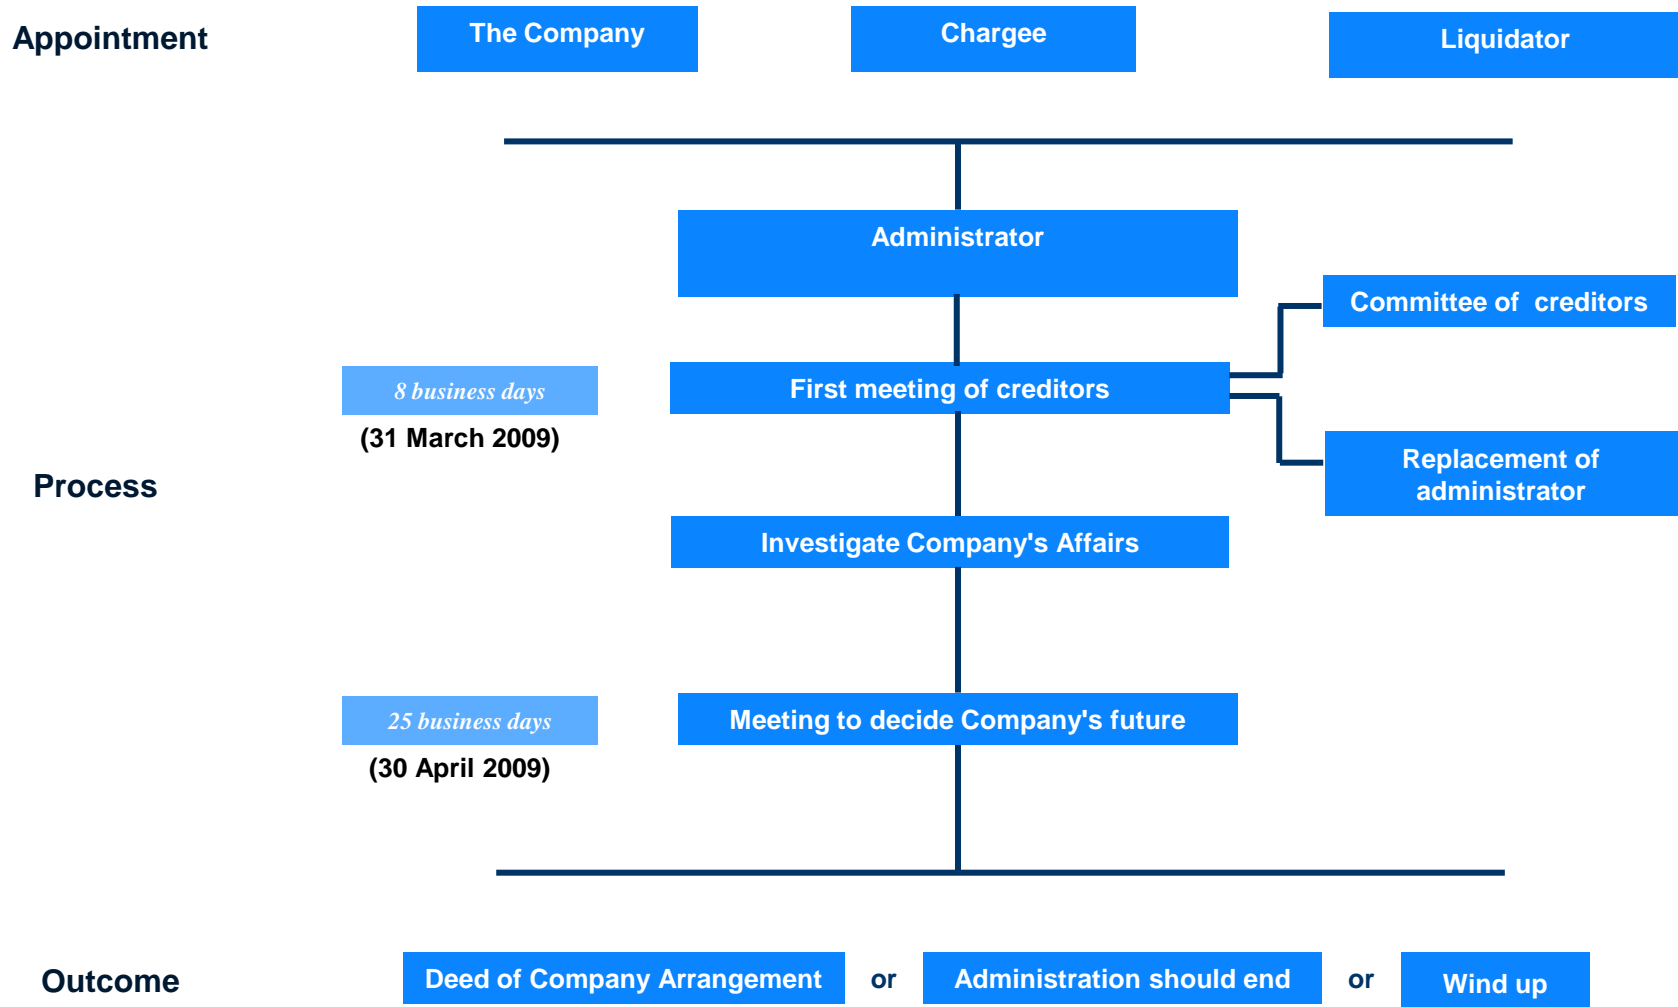 Appointment
The Company
Chargee
Liquidator
Administrator
Committee of creditors
8 business days
First meeting of creditors
(31 March 2009)
Replacement of
administrator
Process
Investigate Company's Affairs
25 business days
Meeting to decide Company's future
(30 April 2009)
Outcome
Deed of Company Arrangement
or
Administration should end
or
Wind up